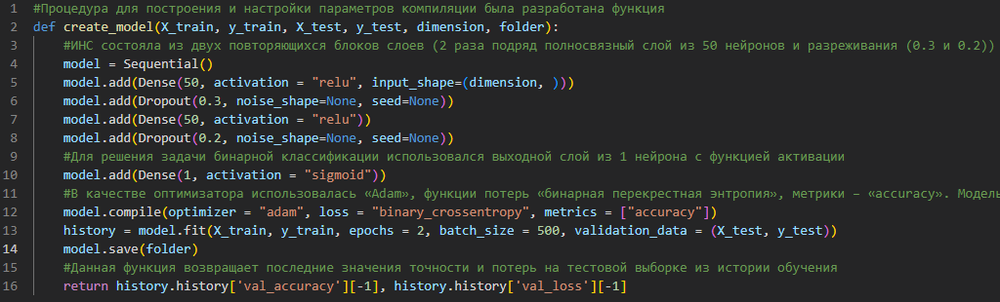 1 #Процедура для построения и настройки параметров компиляции была разработана функция
2 def create_model(X_train, y_train, X_test, y_test, dimension, folder):
3 #ИНС состояла из двух повторяющихся блоков слоев (2 раза подряд полносвязный слой из 50 нейронов и разреживания (0.3 и 0.2))
4 model = Sequential()
5 model.add(Dense(50, activation = "relu", input_shape=(dimension, )))
6 model.add(Dropout(0.3, noise_shape=None, seed=None))
7 model.add(Dense(50, activation = "relu"))
8 model.add(Dropout(0.2, noise_shape=None, seed=None))
9 #Для решения задачи бинарной классификации использовался выходной слой из 1 нейрона с функцией активации
10 model.add(Dense(1, activation = "sigmoid"))
11 #В качестве оптимизатора использовалась «Adam», функции потерь «бинарная перекрестная энтропия», метрики – «accuracy». Модель
12 model.compile(optimizer = "adam", loss = "binary_crossentropy", metrics = ["accuracy"])
13 history = model.fit(X_train, y_train, epochs = 2, batch_size = 500, validation_data = (X_test, y_test))
14 model.save(folder)
15 #Данная функция возвращает последние значения точности и потерь на тестовой выборке из истории обучения
16 return history.history['val_accuracy'][-1], history.history['val_loss'][-1]